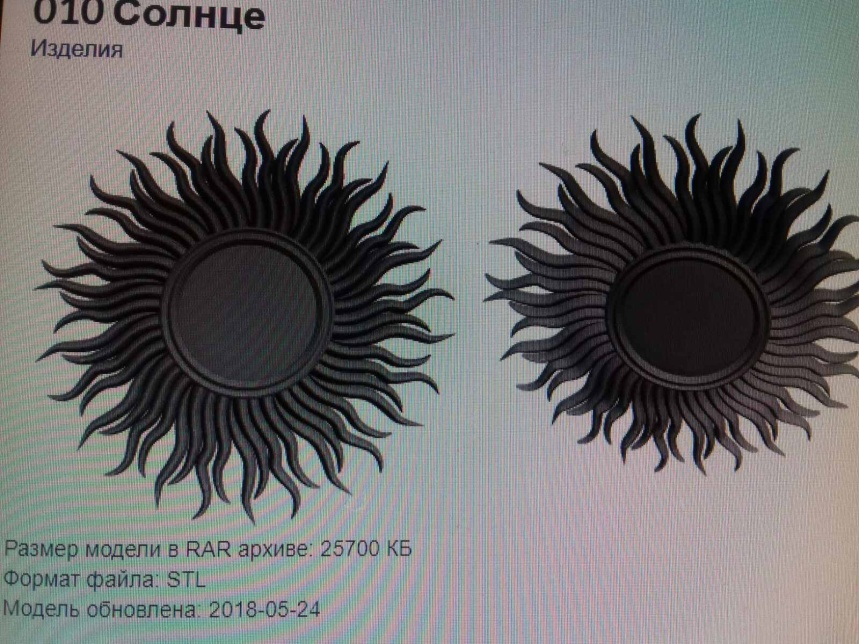 010 Солнце
Изделия
Размер модели в RAR архиве: 25700 КБ
Формат файла: STL
Модель обновлена: 2018-05-24